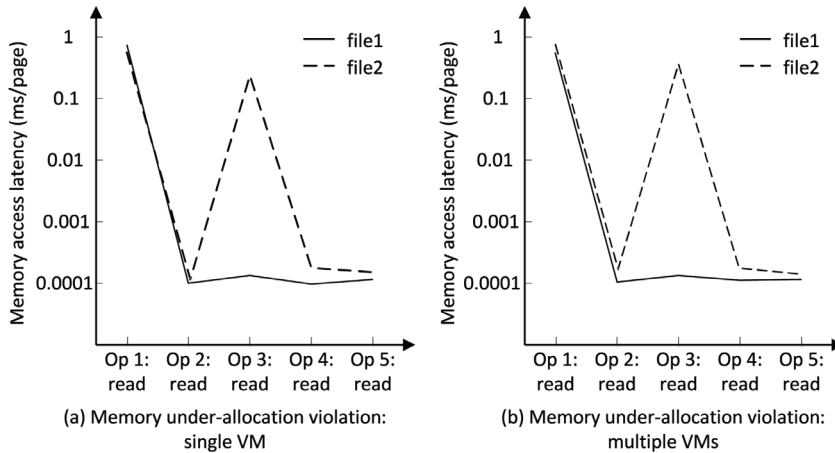 Memory access latency (ms/page)
1
0.1
0.01
0.001
0.0001
file1
file2
Op 1: Op 2: Op 3: Op 4: Op 5:
read read read read read
(a) Memory under-allocation violation:
single VM
Memory access latency (ms/page)
1
0.1
0.01
0.001
0.0001
file1
file2
Op 1: Op 2: Op 3: Op 4: Op 5:
read read read read read
(b) Memory under-allocation violation:
multiple VMs